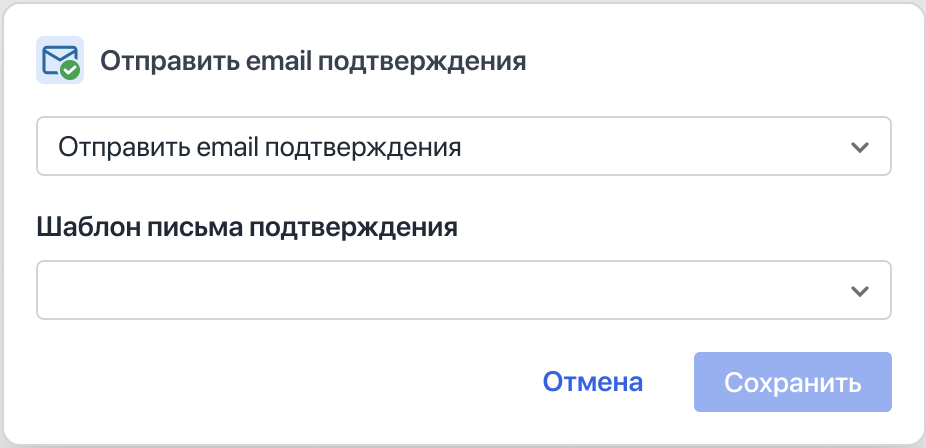 Отправить email подтверждения
Отправить email подтверждения
Шаблон письма подтверждения
Отмена
Сохранить